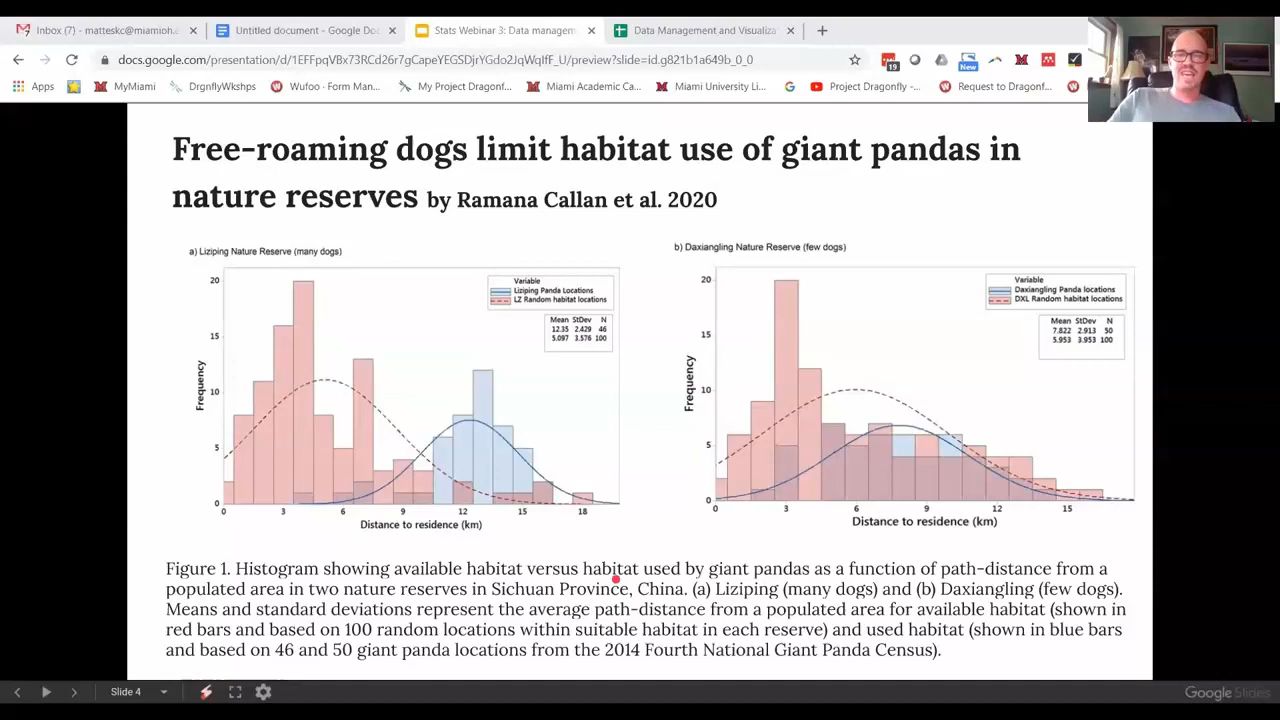 Inbox (70) - matteskc@miamioh.e
Untitled document - Google Doc
Stats Webinar 3: Data managem
Data Management and Visualiza
docs.google.com/presentation/d/1EFFpqVBx73RPd26r7gCapeYEGSDjrGSrb2JqWqIfF_U/preview?slide=id.g821b1a649b_0_0
19
New
Apps
MyMiami
DrgnflyWkshps
Wufoo - Form Man...
My Project Dragonf...
Miami Academic Ca...
Miami University Li...
Project Dragonfly -...
Request to Dragonf...
Free-roaming dogs limit habitat use of giant pandas in
nature reserves by Ramana Callan et al. 2020
a) Liziping Nature Reserve (many dogs)
Variable
Liziping Panda Locations
LZ Random habitat locations
Mean StDev N
12.35 2.429 46
5.097 3.576 100
Frequency
20
15
10
5
0
0 3 6 9 12 15 18
Distance to residence (km)
b) Daxiangling Nature Reserve (few dogs)
Variable
Daxiangling Panda locations
DXL Random habitat locations
Mean StDev N
7.822 2.913 50
5.953 3.953 100
Frequency
20
15
10
5
0
0 3 6 9 12 15
Distance to residence (km)
Figure 1. Histogram showing available habitat versus habitat used by giant pandas as a function of path-distance from a
populated area in two nature reserves in Sichuan Province, China. (a) Liziping (many dogs) and (b) Daxiangling (few dogs).
Means and standard deviations represent the average path-distance from a populated area for available habitat (shown in
red bars and based on 100 random locations within suitable habitat in each reserve) and used habitat (shown in blue bars
and based on 46 and 50 giant panda locations from the 2014 Fourth National Giant Panda Census).
Slide 4
Google Slides